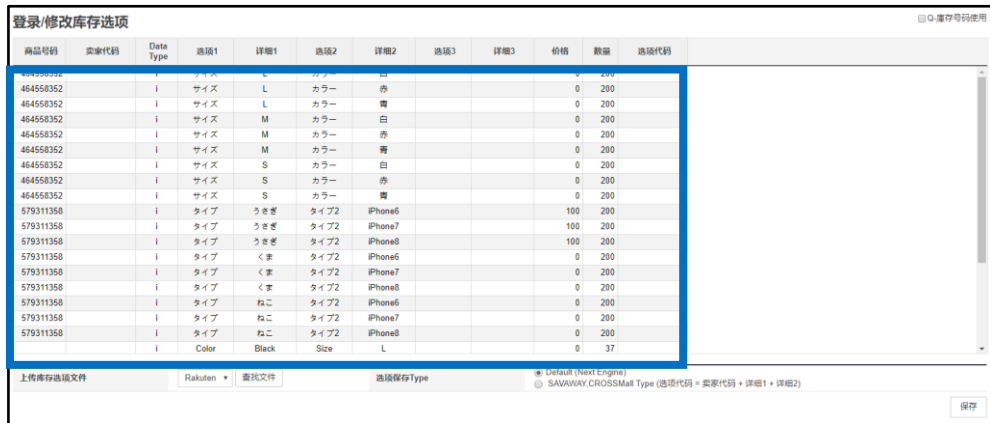 登录/修改库存选项
Q-庫存号码使用
商品号码 卖家代码 Data Type 选项1 详细1 选项2 详细2 选项3 详细3 价格 数量 选项代码
464558352 i サイズ L カラー 白 0 200
464558352 i サイズ L カラー 赤 0 200
464558352 i サイズ L カラー 青 0 200
464558352 i サイズ M カラー 白 0 200
464558352 i サイズ M カラー 赤 0 200
464558352 i サイズ M カラー 青 0 200
464558352 i サイズ S カラー 白 0 200
464558352 i サイズ S カラー 赤 0 200
464558352 i サイズ S カラー 青 0 200
579311358 i タイプ うさぎ タイプ2 iPhone6 100 200
579311358 i タイプ うさぎ タイプ2 iPhone7 100 200
579311358 i タイプ うさぎ タイプ2 iPhone8 100 200
579311358 i タイプ くま タイプ2 iPhone6 0 200
579311358 i タイプ くま タイプ2 iPhone7 0 200
579311358 i タイプ くま タイプ2 iPhone8 0 200
579311358 i タイプ ねこ タイプ2 iPhone6 0 200
579311358 i タイプ ねこ タイプ2 iPhone7 0 200
579311358 i タイプ ねこ タイプ2 iPhone8 0 200
i Color Black Size L 0 37
上传库存选项文件 Rakuten 查找文件 选项保存Type Default (Next Engine)
SAVAWAY,CROSSMall Type (选项代码 = 卖家代码 + 详细1 + 详细2)
保存